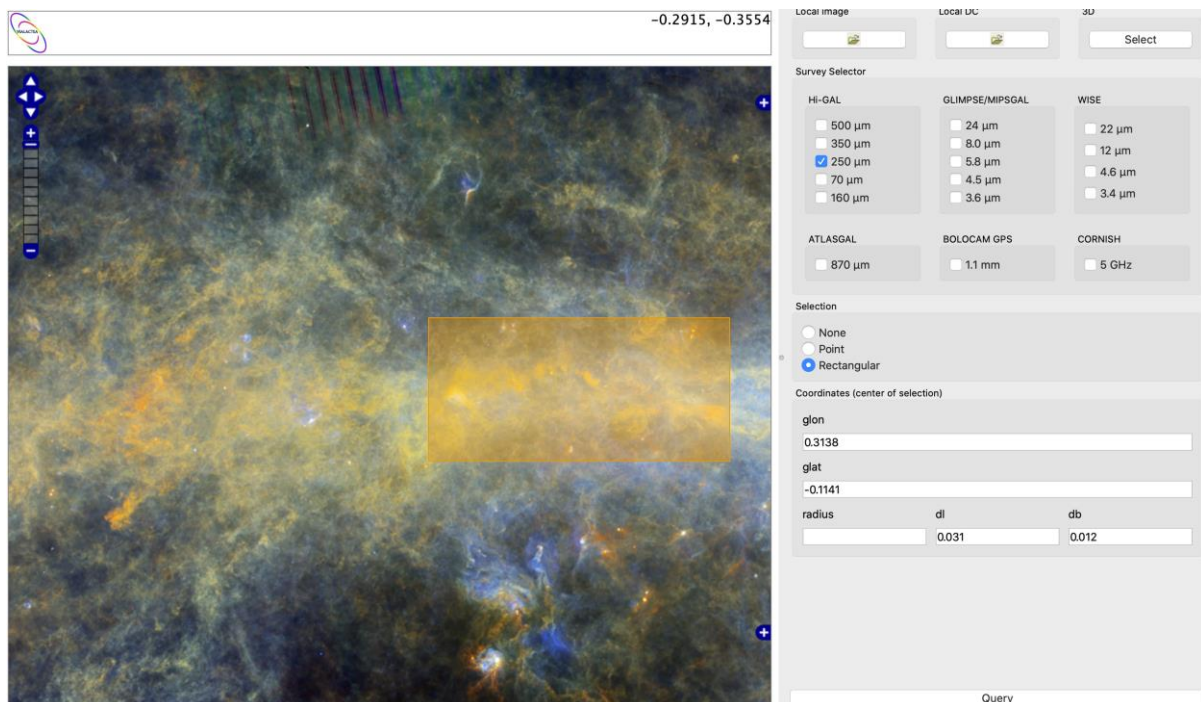 VIALACTEA
-0.2915, -0.3554
Local image Local DC 3D
Select
Survey Selector
Hi-GAL GLIMPSE/MIPSGAL WISE
500 μm 24 μm 22 μm
350 μm 8.0 μm 12 μm
250 μm 5.8 μm 4.6 μm
70 μm 4.5 μm 3.4 μm
160 μm 3.6 μm
ATLASGAL BOLOCAM GPS CORNISH
870 μm 1.1 mm 5 GHz
Selection
None
Point
Rectangular
Coordinates (center of selection)
glon
0.3138
glat
-0.1141
radius dl db
0.031 0.012
Query